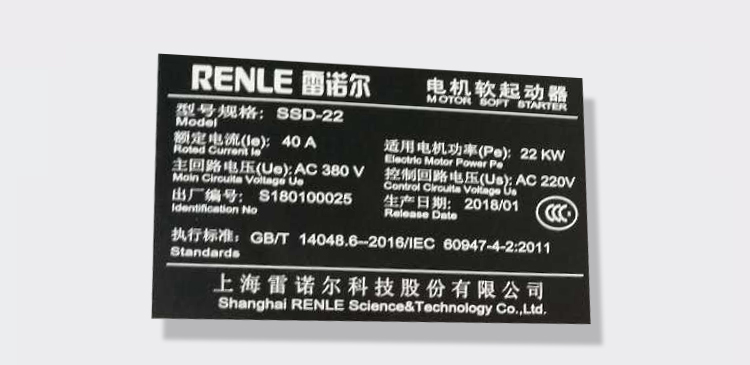 RENLE 雷诺尔 电机软起动器
MOTOR SOFT STARTER
型号规格: SSD-22
Model
额定电流(Ie): 40 A 适用电机功率(Pe): 22 KW
Rated Current Ie Electric Motor Power Pe
主回路电压(Ue): AC 380 V 控制回路电压(Us): AC 220V
Main Circuits Voltage Ue Control Circuits Voltage Us
出厂编号: S180100025 生产日期: 2018/01
Identification No Release Date
CCC
执行标准: GB/T 14048.6--2016/IEC 60947-4-2:2011
Standards
上海雷诺尔科技股份有限公司
Shanghai RENLE Science&Technology Co.,Ltd.